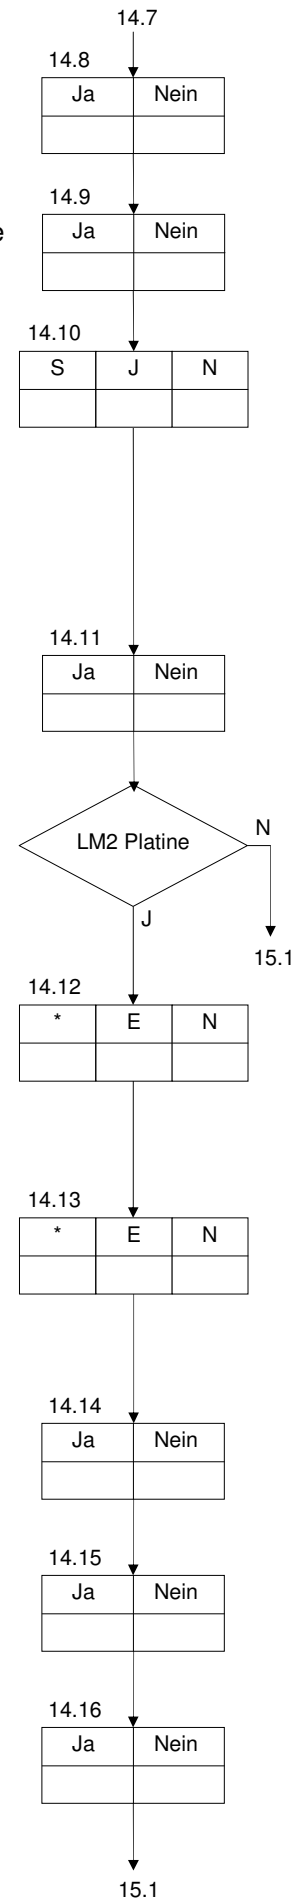 14.7
14.8
Ja Nein
14.9
Ja Nein
e
14.10
S J N
14.11
Ja Nein
LM2 Platine
N
J
15.1
14.12
* E N
14.13
* E N
14.14
Ja Nein
14.15
Ja Nein
14.16
Ja Nein
15.1